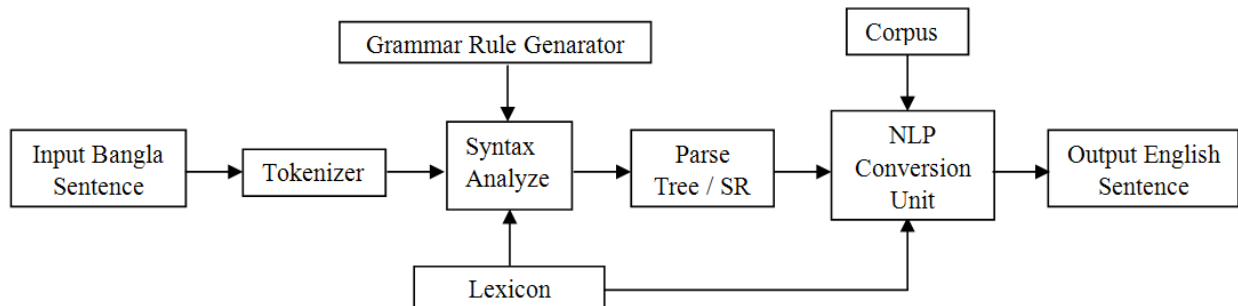 Grammar Rule Genarator
Corpus
Input Bangla
Sentence
Tokenizer
Syntax
Analyze
Parse
Tree / SR
NLP
Conversion
Unit
Output English
Sentence
Lexicon